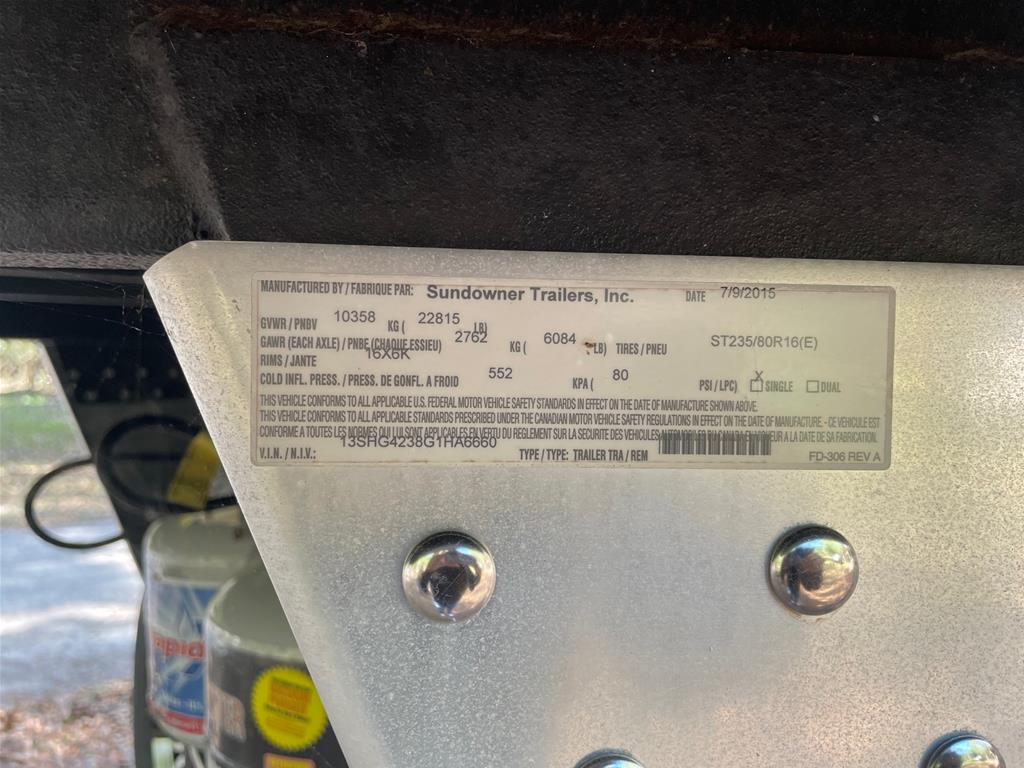 MANUFACTURED BY / FABRIQUE PAR: Sundowner Trailers, Inc. DATE 7/9/2015
GVWR / PNBV 10358 KG ( 22815 LB)
GAWR (EACH AXLE) / PNBE (CHAQUE ESSIEU) 2762 KG ( 6084 LB) TIRES / PNEU ST235/80R16(E)
RIMS / JANTE 16X6K
COLD INFL. PRESS. / PRESS. DE GONFL. A FROID 552 KPA ( 80 PSI / LPC) X SINGLE DUAL
THIS VEHICLE CONFORMS TO ALL APPLICABLE U.S. FEDERAL MOTOR VEHICLE SAFETY STANDARDS IN EFFECT ON THE DATE OF MANUFACTURE SHOWN ABOVE.
THIS VEHICLE CONFORMS TO ALL APPLICABLE STANDARDS PRESCRIBED UNDER THE CANADIAN MOTOR VEHICLE SAFETY REGULATIONS IN EFFECT ON THE DATE OF MANUFACTURE. - CE VEHICULE EST
CONFORME A TOUTES LES NORMES QUI LUI SONT APPLICABLES EN VERTU DU REGLEMENT SUR LA SECURITE DES VEHICULES AUTOMOBILES DU CANADA EN VIGUEUR A LA DATE DE SA FABRICATION.
V.I.N. / N.I.V.: 13SHG4238G1HA6660 TYPE / TYPE: TRAILER TRA / REM FD-306 REV A